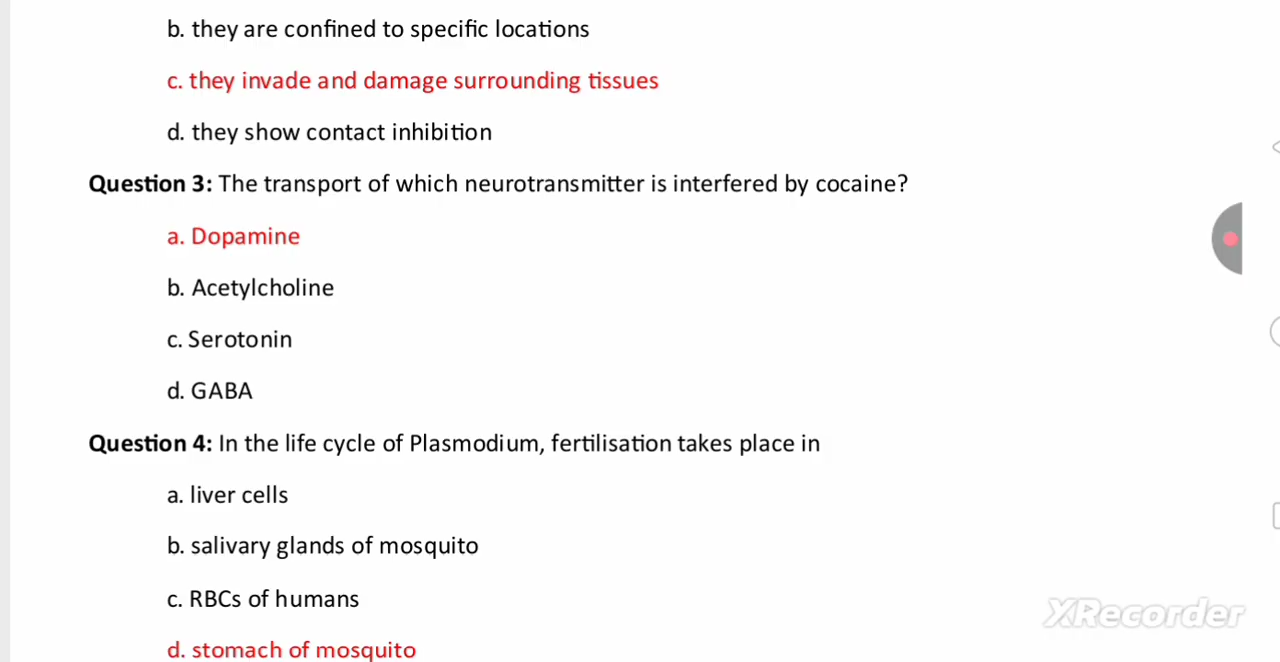 b. they are confined to specific locations
c. they invade and damage surrounding tissues
d. they show contact inhibition
Question 3: The transport of which neurotransmitter is interfered by cocaine?
a. Dopamine
b. Acetylcholine
c. Serotonin
d. GABA
Question 4: In the life cycle of Plasmodium, fertilisation takes place in
a. liver cells
b. salivary glands of mosquito
c. RBCs of humans
XRecorder
d. stomach of mosquito